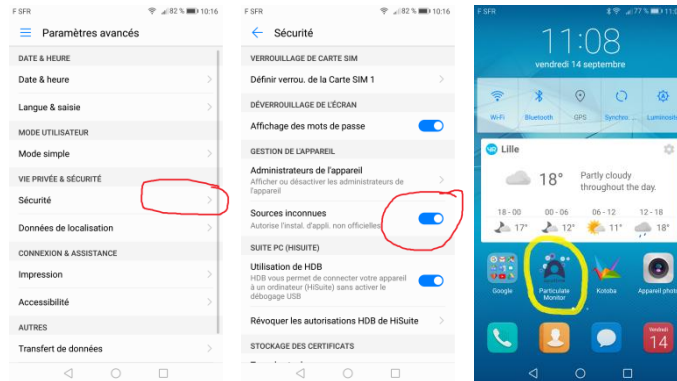 F SFR 82 % 10:16
Paramètres avancés
DATE & HEURE
Date & heure
Langue & saisie
MODE UTILISATEUR
Mode simple
VIE PRIVÉE & SÉCURITÉ
Sécurité
Données de localisation
CONNEXION & ASSISTANCE
Impression
Accessibilité
AUTRES
Transfert de données
F SFR 82 % 10:16
Sécurité
VERROUILLAGE DE CARTE SIM
Définir verrou. de la Carte SIM 1
DÉVERROUILLAGE DE L'ÉCRAN
Affichage des mots de passe
GESTION DE L'APPAREIL
Administrateurs de l'appareil
Afficher ou désactiver les administrateurs de
l'appareil
Sources inconnues
Autorise l'instal. d'appli. non officielles
SUITE PC (HISUITE)
Utilisation de HDB
HDB vous permet de connecter votre appareil
à un ordinateur (HiSuite) sans activer le
débogage USB
Révoquer les autorisations HDB de HiSuite
STOCKAGE DES CERTIFICATS
F SFR 77 % 11:0
11:08
vendredi 14 septembre
Wi-Fi Bluetooth GPS Synchro... Luminosité
Lille
18° Partly cloudy
throughout the day.
18 - 00 00 - 06 06 - 12 12 - 18
17° 12° 11° 18°
Google Particulate Kotoba Appareil photo
Monitor
Vendredi
14